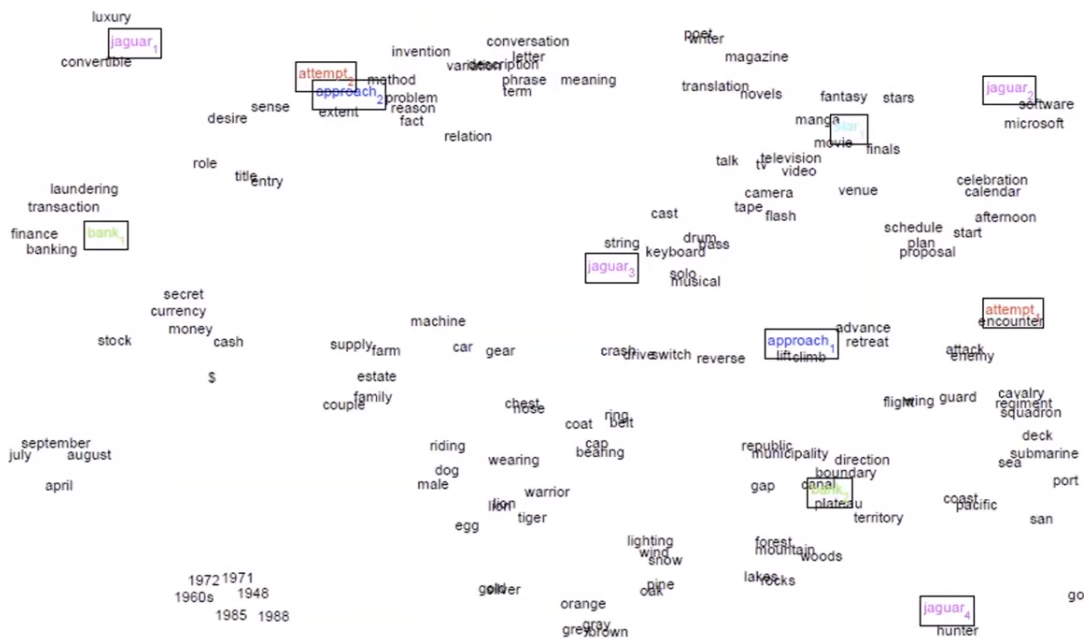 luxury
jaguar₁
convertible
conversation
letter
invention
variation
description
attempt₂
method
phrase
meaning
term
approach₂
problem
reason
extent
fact
sense
desire
relation
poet
writer
magazine
translation
novels
fantasy
stars
jaguar₂
software
microsoft
manga
star₁
movie
finals
role
title
entry
talk
tv
television
video
camera
venue
tape
flash
celebration
calendar
afternoon
laundering
transaction
finance
banking
bank₁
cast
string
drum
pass
keyboard
jaguar₃
solo
musical
schedule
start
plan
proposal
secret
currency
money
stock
cash
$
machine
supply
farm
car
gear
crash
drive
switch
reverse
approach₁
advance
retreat
lift
climb
attempt₁
encounter
attack
enemy
estate
family
couple
chest
nose
coat
ring
belt
cap
bearing
flight
wing
guard
cavalry
regiment
squadron
deck
submarine
sea
port
september
july
august
april
riding
dog
male
wearing
warrior
lion
lion
tiger
egg
republic
municipality
direction
boundary
gap
canal
bank₂
plateau
territory
coast
pacific
san
lighting
wind
snow
forest
mountain
woods
1972
1971
1960s
1948
1985
1988
gold
silver
pine
oak
lakes
rocks
orange
gray
grey
brown
jaguar₄
hunter
go